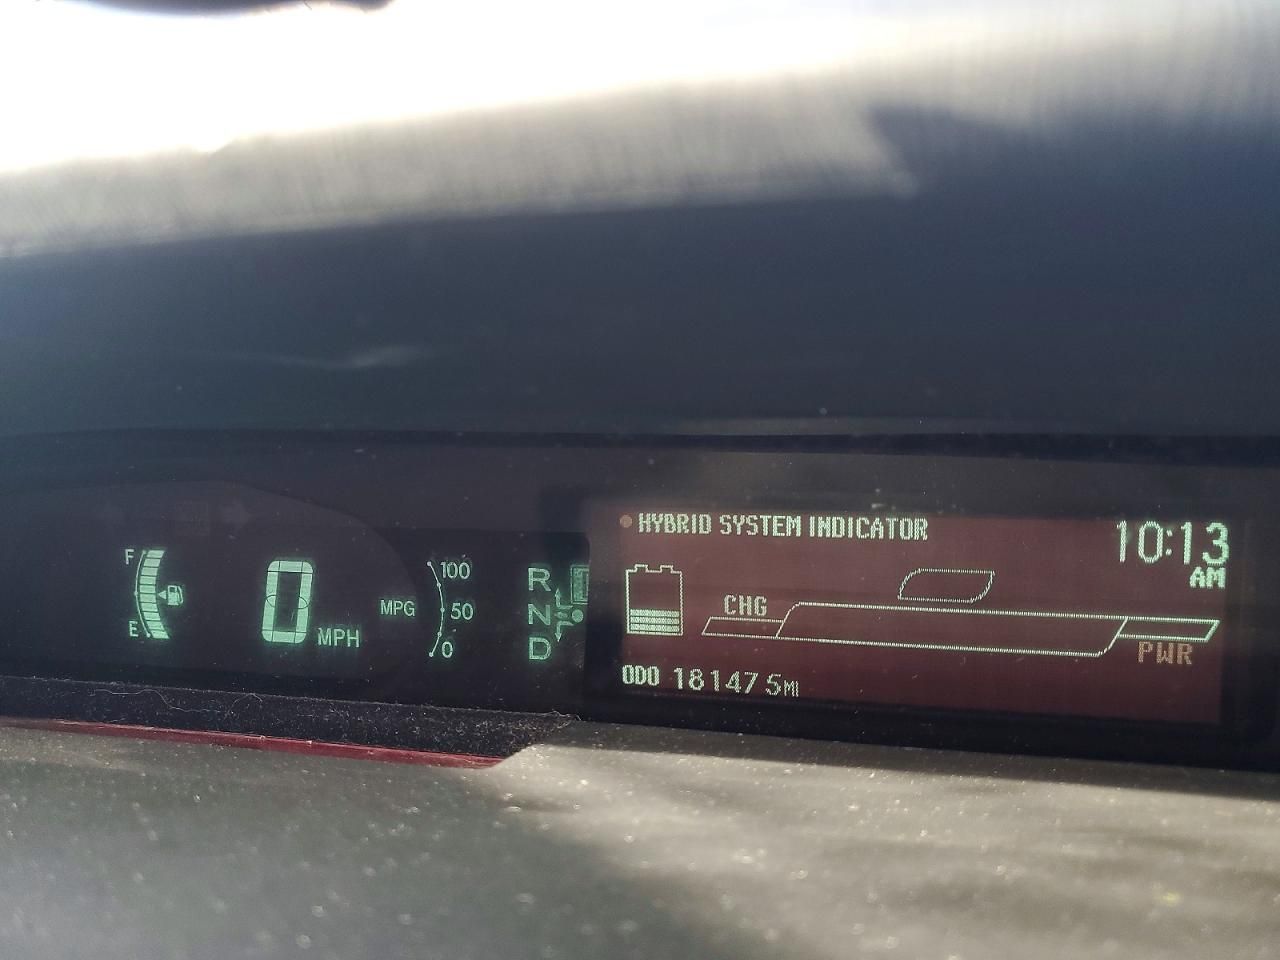 HYBRID SYSTEM INDICATOR
10:13
AM
F
E
0
MPH
MPG
100
50
0
R
N
D
CHG
PWR
ODO 181475MI